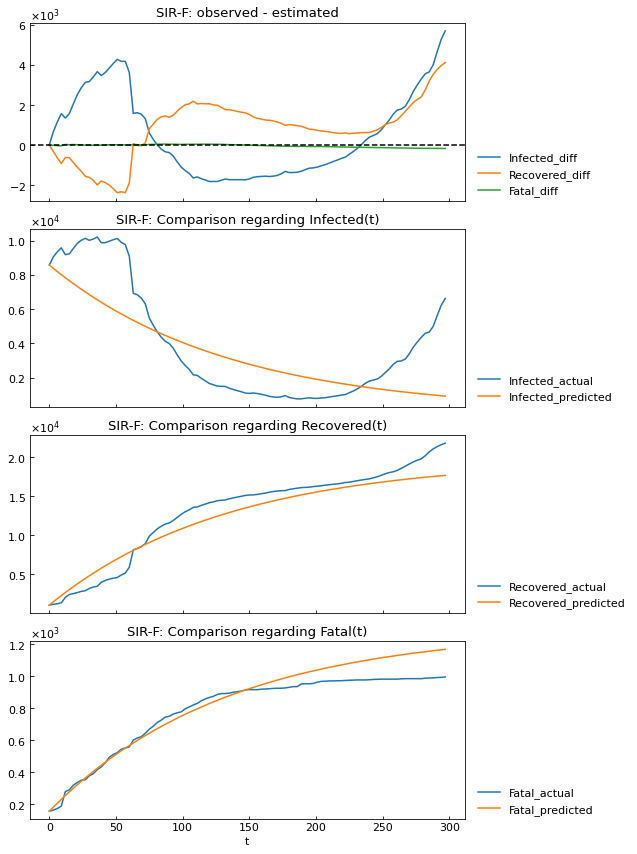 SIR-F: observed - estimated
×10³
6
4
2
0
−2
Infected_diff
Recovered_diff
Fatal_diff
SIR-F: Comparison regarding Infected(t)
×10⁴
1.0
0.8
0.6
0.4
0.2
Infected_actual
Infected_predicted
SIR-F: Comparison regarding Recovered(t)
×10⁴
2.0
1.5
1.0
0.5
Recovered_actual
Recovered_predicted
SIR-F: Comparison regarding Fatal(t)
×10³
1.2
1.0
0.8
0.6
0.4
0.2
Fatal_actual
Fatal_predicted
0 50 100 150 200 250 300
t